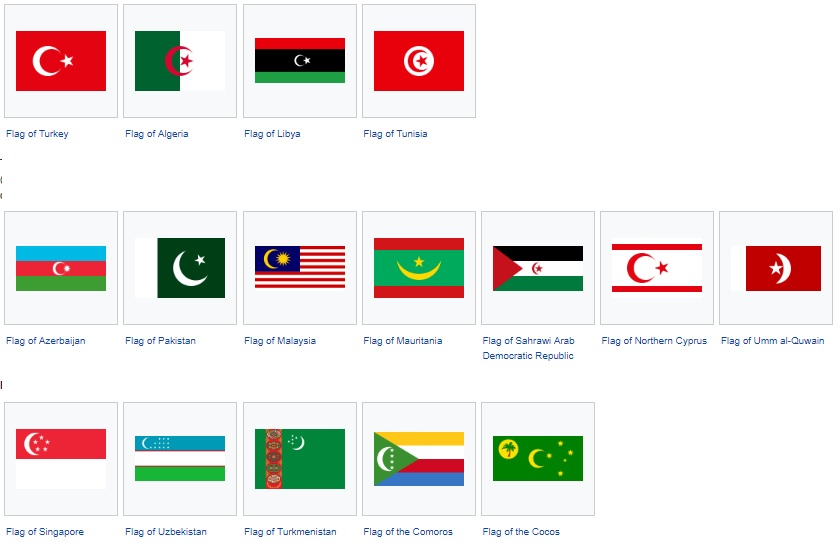 Flag of Turkey
Flag of Algeria
Flag of Libya
Flag of Tunisia
Flag of Azerbaijan
Flag of Pakistan
Flag of Malaysia
Flag of Mauritania
Flag of Sahrawi Arab
Democratic Republic
Flag of Northern Cyprus
Flag of Umm al-Quwain
Flag of Singapore
Flag of Uzbekistan
Flag of Turkmenistan
Flag of the Comoros
Flag of the Cocos